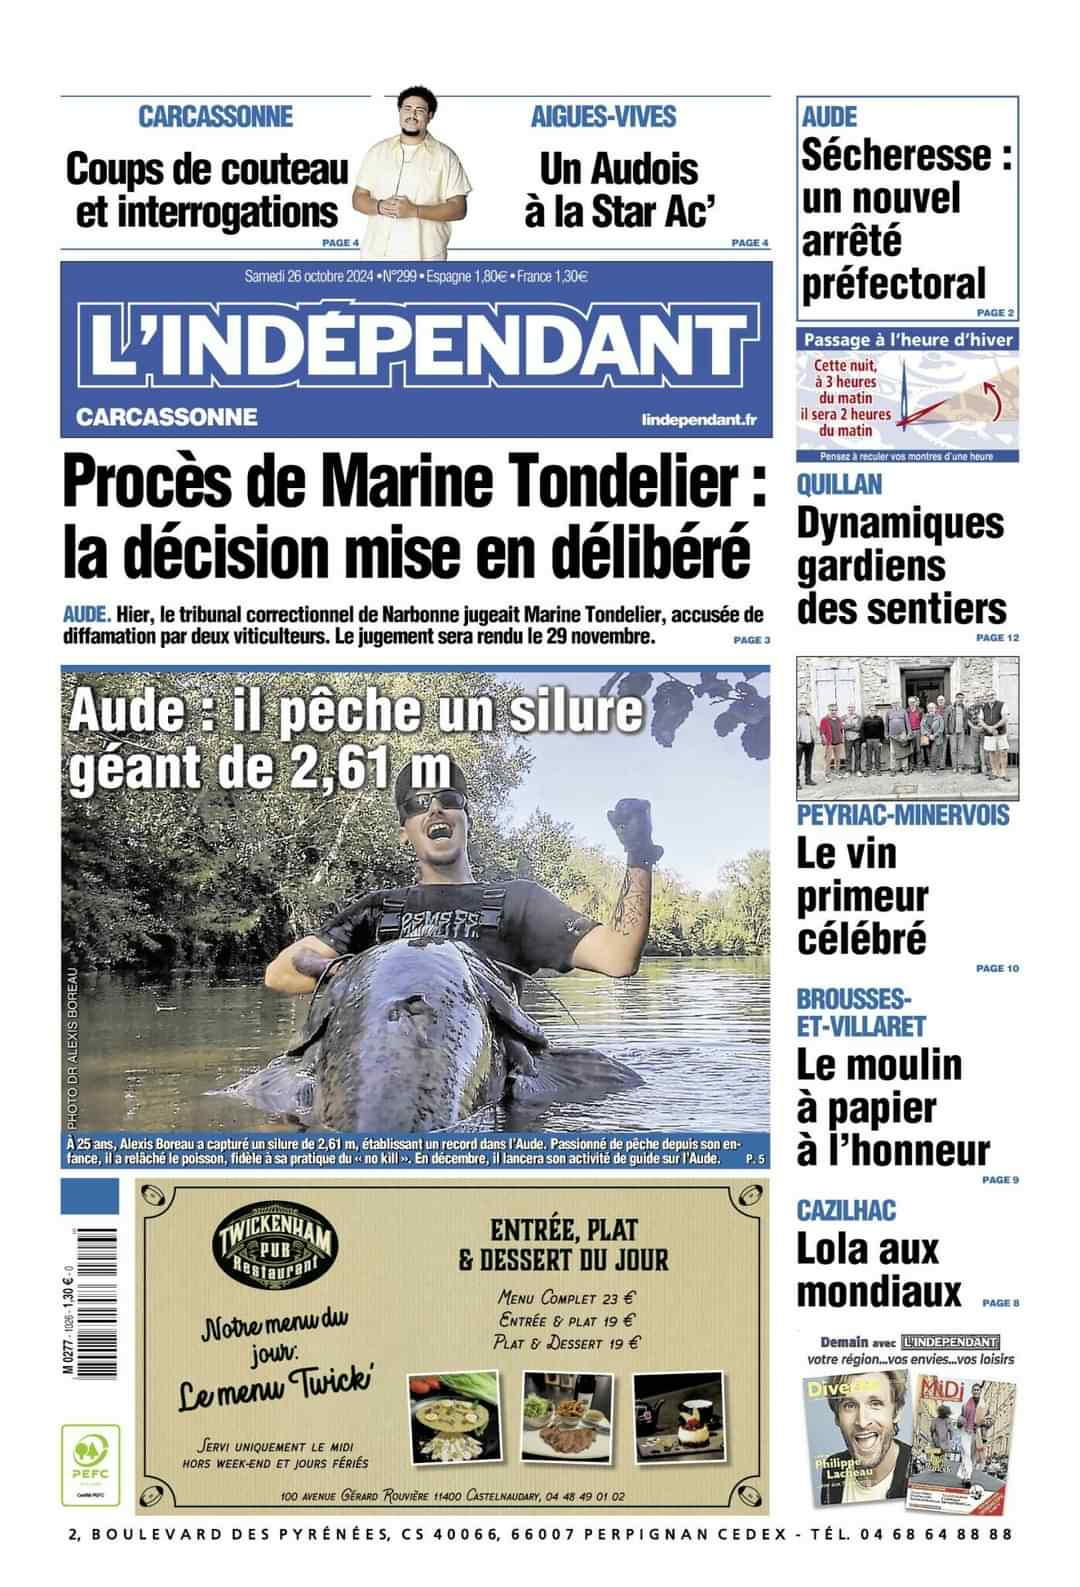 CARCASSONNE
Coups de couteau
et interrogations
PAGE 4
AIGUES-VIVES
Un Audois
à la Star Ac’
PAGE 4
AUDE
Sécheresse :
un nouvel
arrêté
préfectoral
PAGE 2
Samedi 26 octobre 2024 • N°299 • Espagne 1,80€ • France 1,30€
L’INDÉPENDANT
CARCASSONNE
lindependant.fr
Passage à l’heure d’hiver
Cette nuit,
à 3 heures
du matin
il sera 2 heures
du matin
Pensez à reculer vos montres d’une heure
Procès de Marine Tondelier :
la décision mise en délibéré
AUDE. Hier, le tribunal correctionnel de Narbonne jugeait Marine Tondelier, accusée de
diffamation par deux viticulteurs. Le jugement sera rendu le 29 novembre.
PAGE 3
QUILLAN
Dynamiques
gardiens
des sentiers
PAGE 12
Aude : il pêche un silure
géant de 2,61 m
PHOTO DR ALEXIS BOREAU
À 25 ans, Alexis Boreau a capturé un silure de 2,61 m, établissant un record dans l’Aude. Passionné de pêche depuis son en-
fance, il a relâché le poisson, fidèle à sa pratique du « no kill ». En décembre, il lancera son activité de guide sur l’Aude.
P. 5
PEYRIAC-MINERVOIS
Le vin
primeur
célébré
PAGE 10
BROUSSES-
ET-VILLARET
Le moulin
à papier
à l’honneur
PAGE 9
CAZILHAC
Lola aux
mondiaux
PAGE 8
M 0277 - 1026 - 1,30 € - 0
PEFC
Certifié PEFC
TWICKENHAM
PUB
Restaurant
Notre menu du
jour:
Le menu Twick’
SERVI UNIQUEMENT LE MIDI
HORS WEEK-END ET JOURS FÉRIÉS
ENTRÉE, PLAT
& DESSERT DU JOUR
MENU COMPLET 23 €
ENTRÉE & PLAT 19 €
PLAT & DESSERT 19 €
100 AVENUE GÉRARD ROUVIÈRE 11400 CASTELNAUDARY, 04 48 49 01 02
Demain avec L’INDÉPENDANT
votre région...vos envies...vos loisirs
Philippe
Lacheau
MiDi
2, BOULEVARD DES PYRÉNÉES, CS 40066, 66007 PERPIGNAN CEDEX - TÉL. 04 68 64 88 88